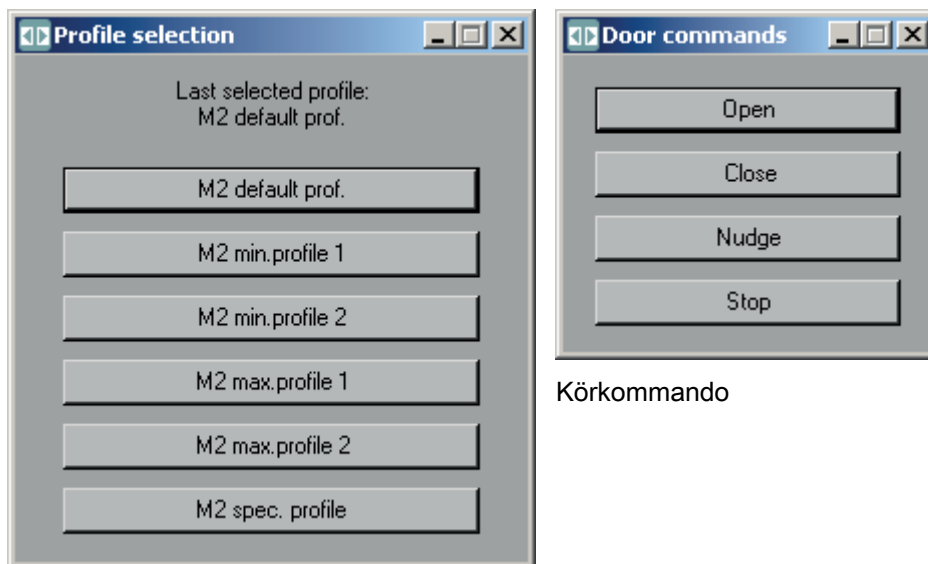 Profile selection
Last selected profile:
M2 default prof.
M2 default prof.
M2 min.profile 1
M2 min.profile 2
M2 max.profile 1
M2 max.profile 2
M2 spec. profile
Door commands
Open
Close
Nudge
Stop
Körkommando